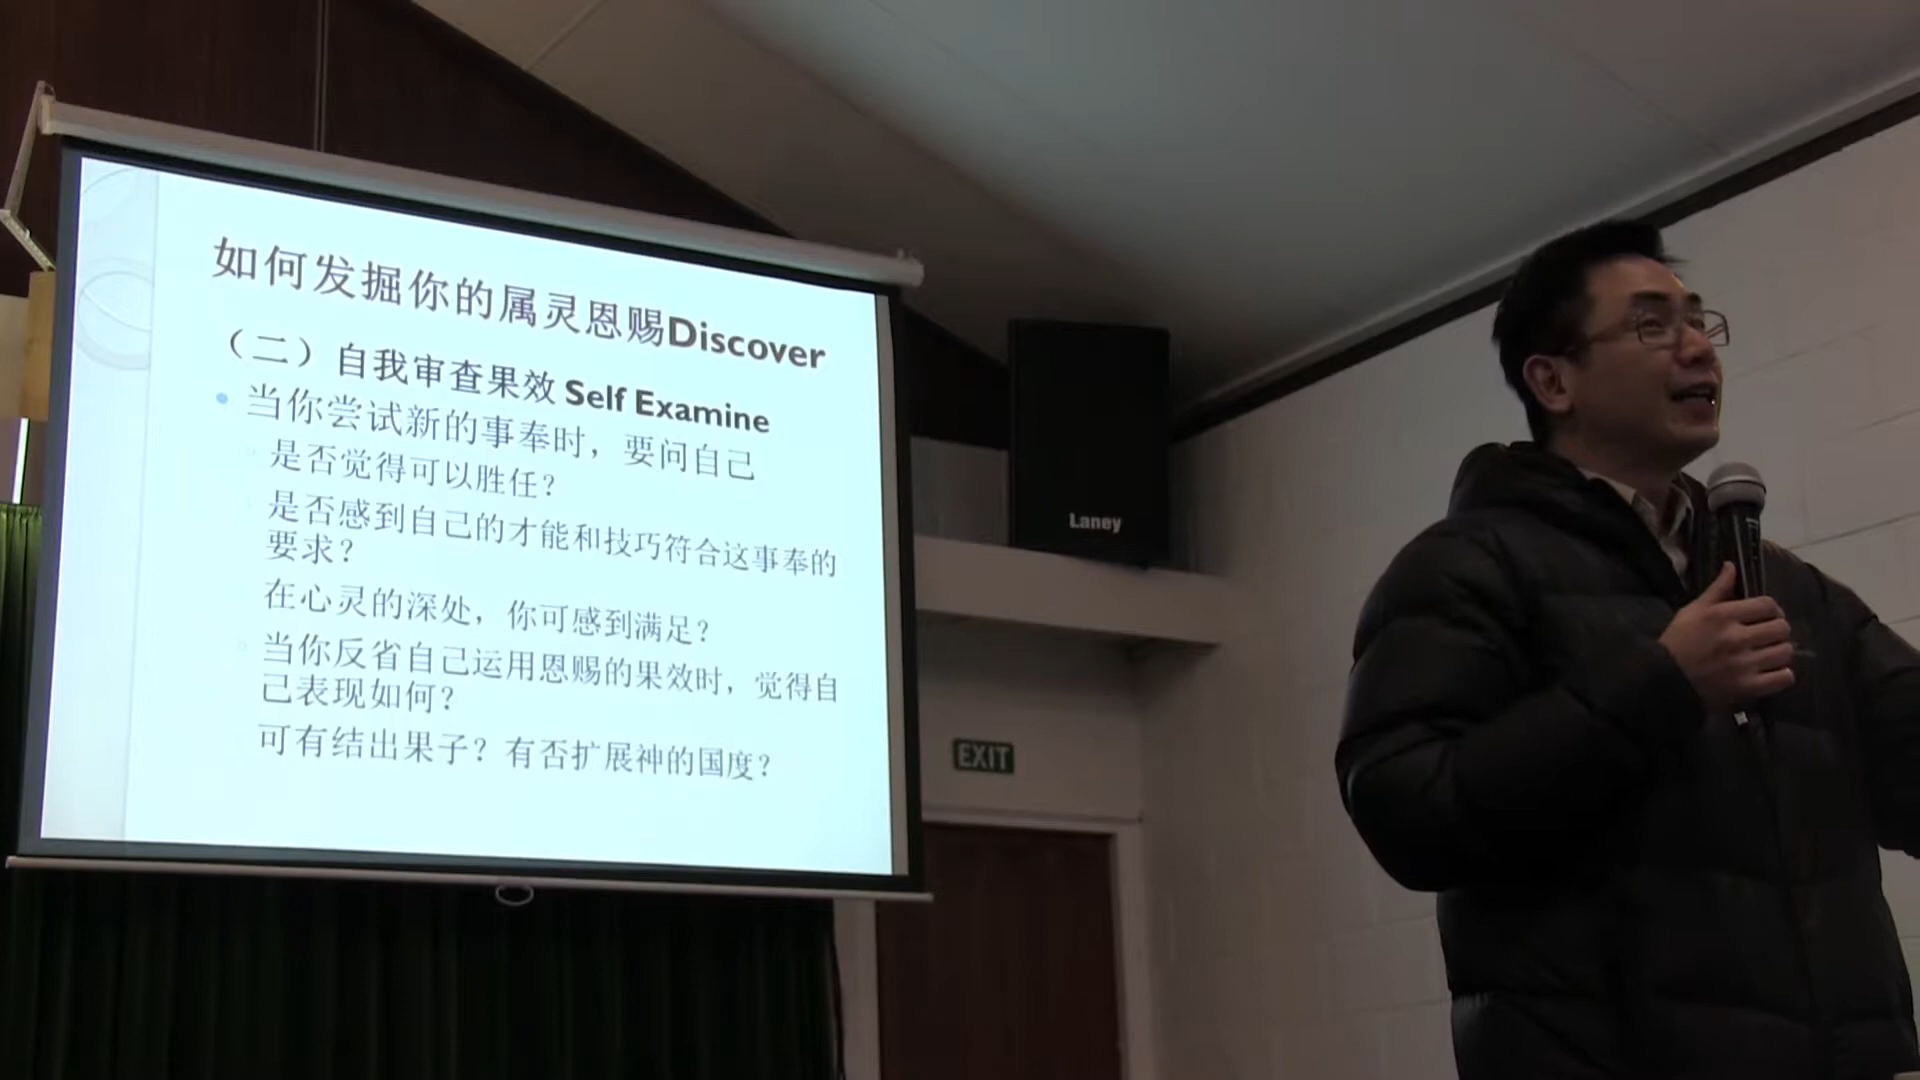 如何发掘你的属灵恩赐Discover
（二）自我审查果效 Self Examine
当你尝试新的事奉时，要问自己
是否觉得可以胜任？
是否感到自己的才能和技巧符合这事奉的
要求？
在心灵的深处，你可感到满足？
当你反省自己运用恩赐的果效时，觉得自
己表现如何？
可有结出果子？有否扩展神的国度？
Laney
EXIT